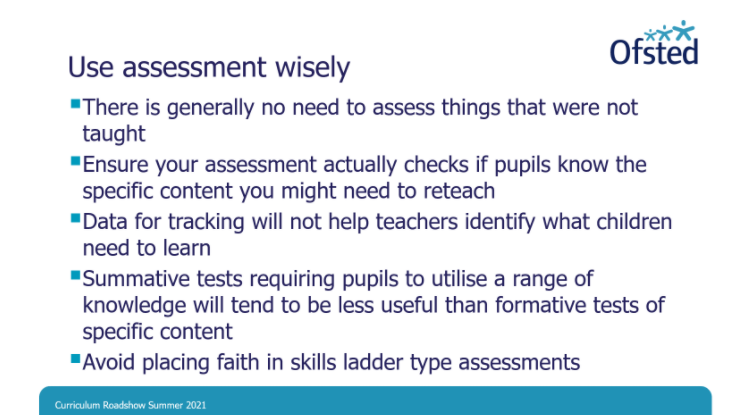 Ofsted
Use assessment wisely
There is generally no need to assess things that were not
taught
Ensure your assessment actually checks if pupils know the
specific content you might need to reteach
Data for tracking will not help teachers identify what children
need to learn
Summative tests requiring pupils to utilise a range of
knowledge will tend to be less useful than formative tests of
specific content
Avoid placing faith in skills ladder type assessments
Curriculum Roadshow Summer 2021